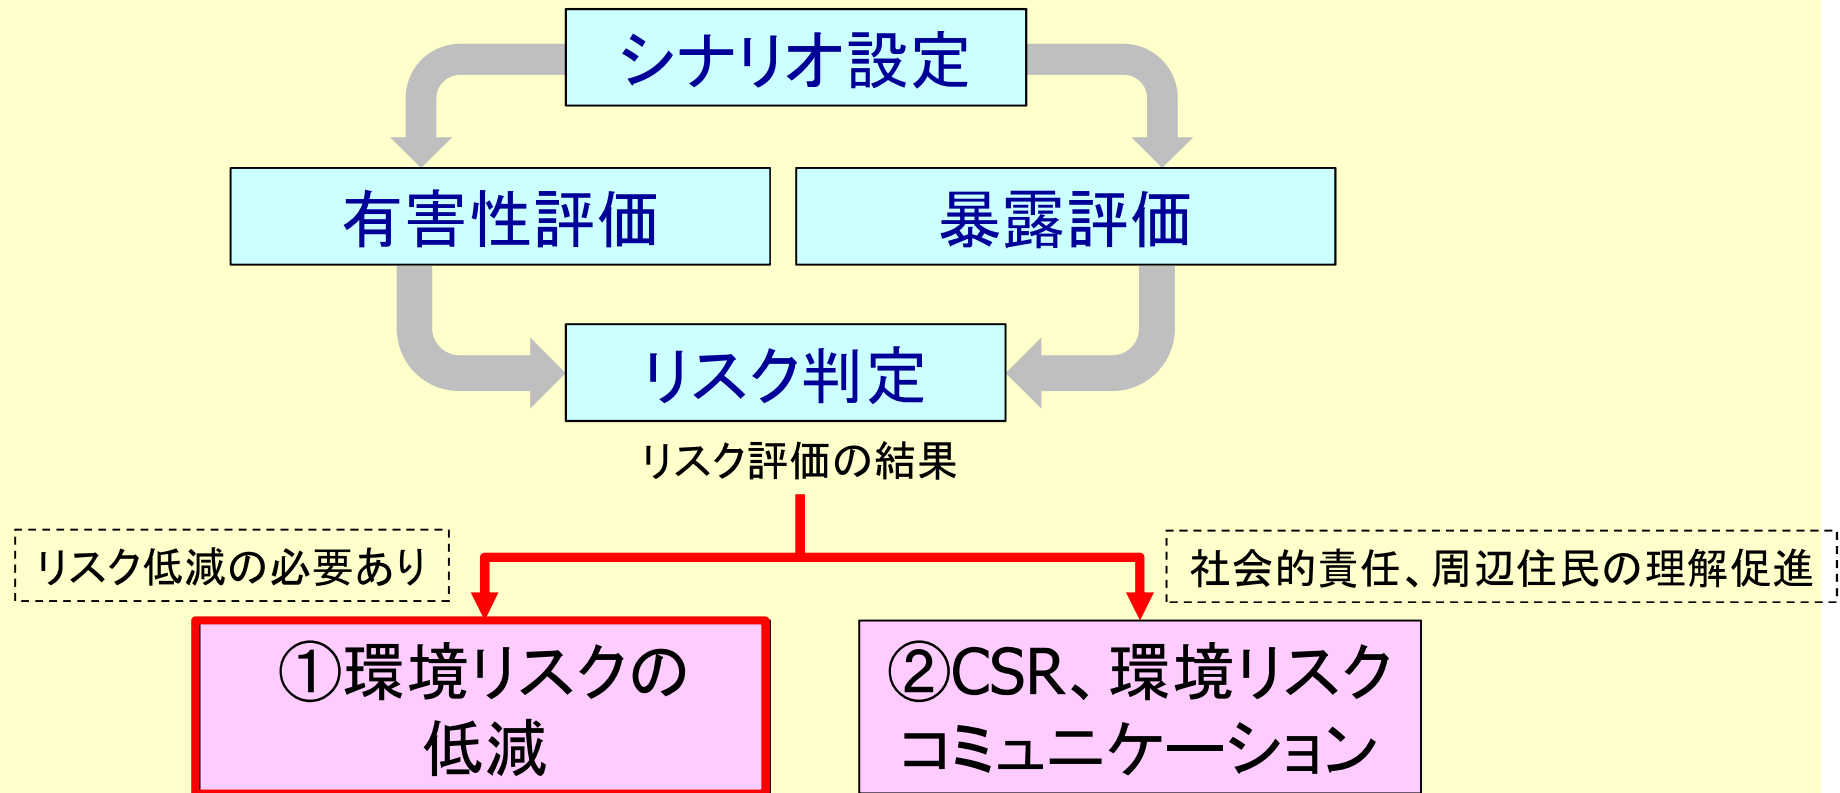 シナリオ設定
有害性評価
暴露評価
リスク判定
リスク評価の結果
リスク低減の必要あり
社会的責任、周辺住民の理解促進
①環境リスクの
低減
②CSR、環境リスク
コミュニケーション